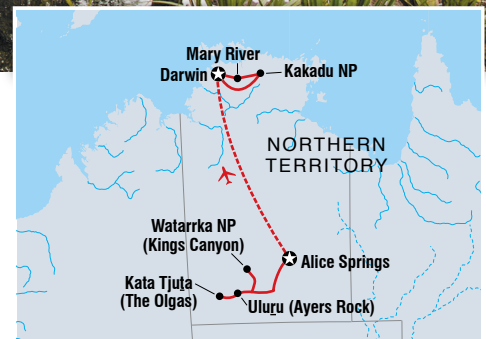 Mary River
Darwin
Kakadu NP
NORTHERN
TERRITORY
Watarrka NP
(Kings Canyon)
Alice Springs
Kata Tjuṯa
(The Olgas)
Uluṟu (Ayers Rock)